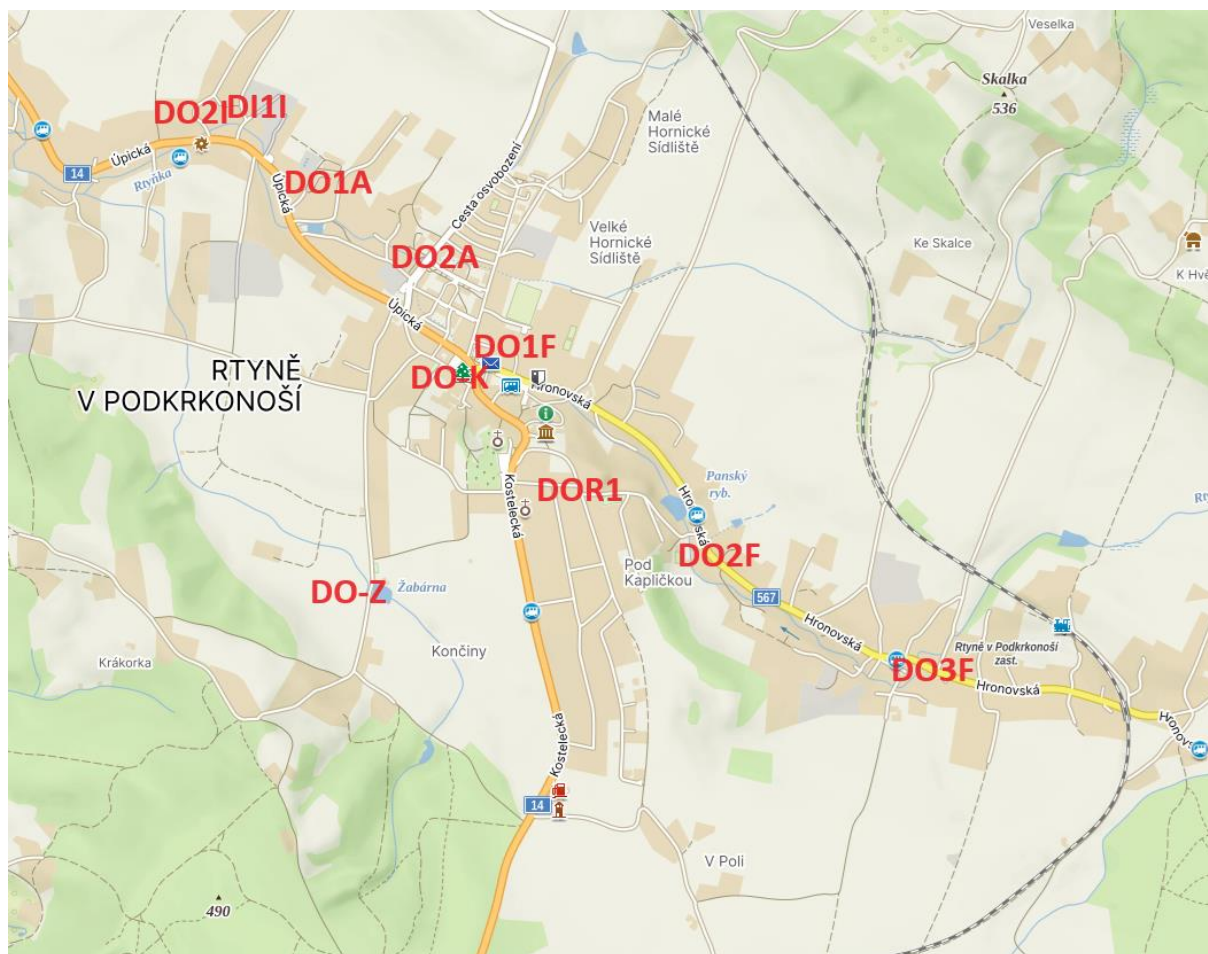 Veselka
Skalka
536
DO2I
DI1I
Malé
Hornické
Sídliště
Úpická
14
Rtyňka
DO1A
Úpická
Cesta osvobození
Velké
Hornické
Sídliště
Ke Skalce
K Hvě
DO2A
Úpická
DO1F
RTYNĚ
V PODKRKONOŠÍ
DO-K
Hronovská
DOR1
Kostelecká
Panský
ryb.
Hronovská
DO2F
Pod
Kapličkou
DO-Z
Žabárna
567
Hronovská
Končiny
Krákorka
Rtyně v Podkrkonoší
zast.
DO3F
Hronovská
Hronovs
Kostelecká
14
V Poli
490